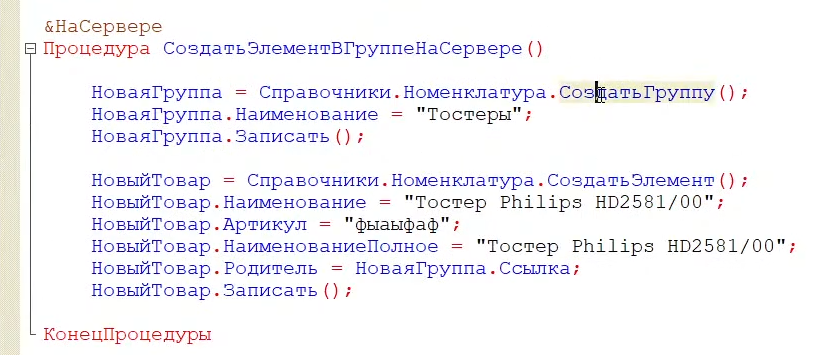 &НаСервере
Процедура СоздатьЭлементВГруппеНаСервере()
НоваяГруппа = Справочники.Номенклатура.СоздатьГруппу();
НоваяГруппа.Наименование = "Тостеры";
НоваяГруппа.Записать();
НовыйТовар = Справочники.Номенклатура.СоздатьЭлемент();
НовыйТовар.Наименование = "Тостер Philips HD2581/00";
НовыйТовар.Артикул = "фыаыфаф";
НовыйТовар.НаименованиеПолное = "Тостер Philips HD2581/00";
НовыйТовар.Родитель = НоваяГруппа.Ссылка;
НовыйТовар.Записать();
КонецПроцедуры